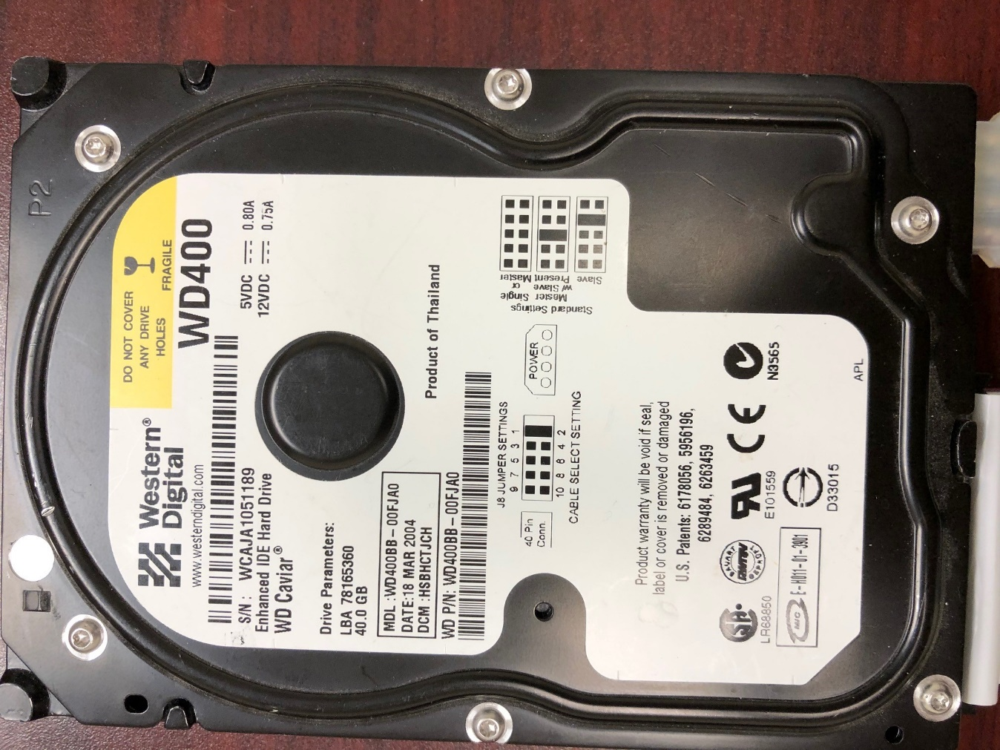 P2
DO NOT COVER
ANY DRIVE
HOLES
FRAGILE
Western®
Digital
WD400
www.westerndigital.com
5VDC 0.80A
12VDC 0.75A
S/N: WCAJA1051189
Enhanced IDE Hard Drive
WD Caviar®
Drive Parameters:
LBA 78165360
40.0 GB
MDL:WD400BB-00FJA0
DATE:18 MAR 2004
DCM:HSBHCTJCH
Product of Thailand
WD P/N: WD400BB-00FJA0
J8 JUMPER SETTINGS
9 7 5 3 1
10 8 6 4 2
CABLE SELECT SETTING
40 Pin
Conn.
POWER
Standard Settings
Master Single
or
Master
w/ Slave
Present
Slave
Product warranty will be void if seal,
label or cover is removed or damaged
U.S. Patents: 6178056, 5956196,
6289484, 6263459
LR68850
E101559
CE
N3565
MIC
E-H011-01-3901
D33015
APL